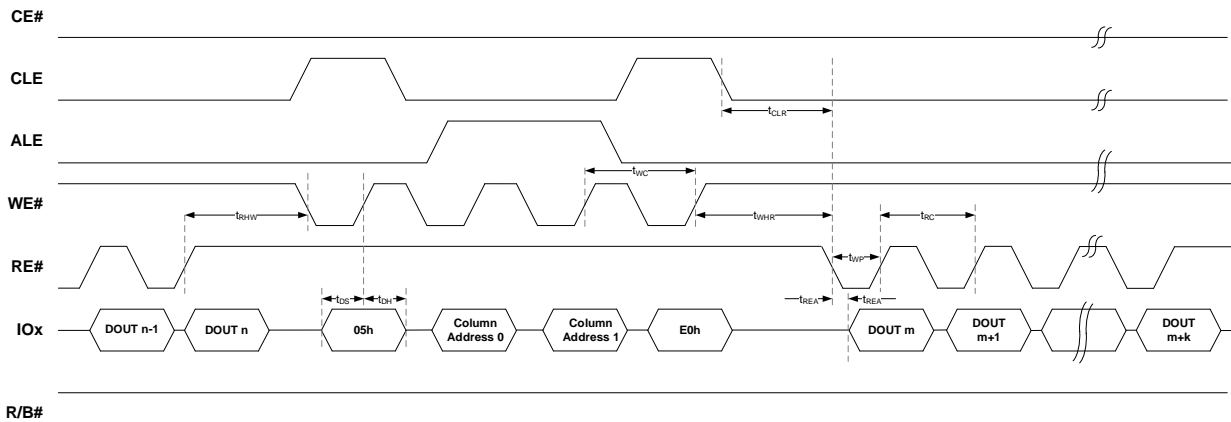 CE#
CLE
tCLR
ALE
tWC
WE#
tRHW
tWHR
tRC
RE#
tWP
tDS
tDH
tREA
tREA
IOx
DOUT n-1
DOUT n
05h
Column
Address 0
Column
Address 1
E0h
DOUT m
DOUT
m+1
DOUT
m+k
R/B#